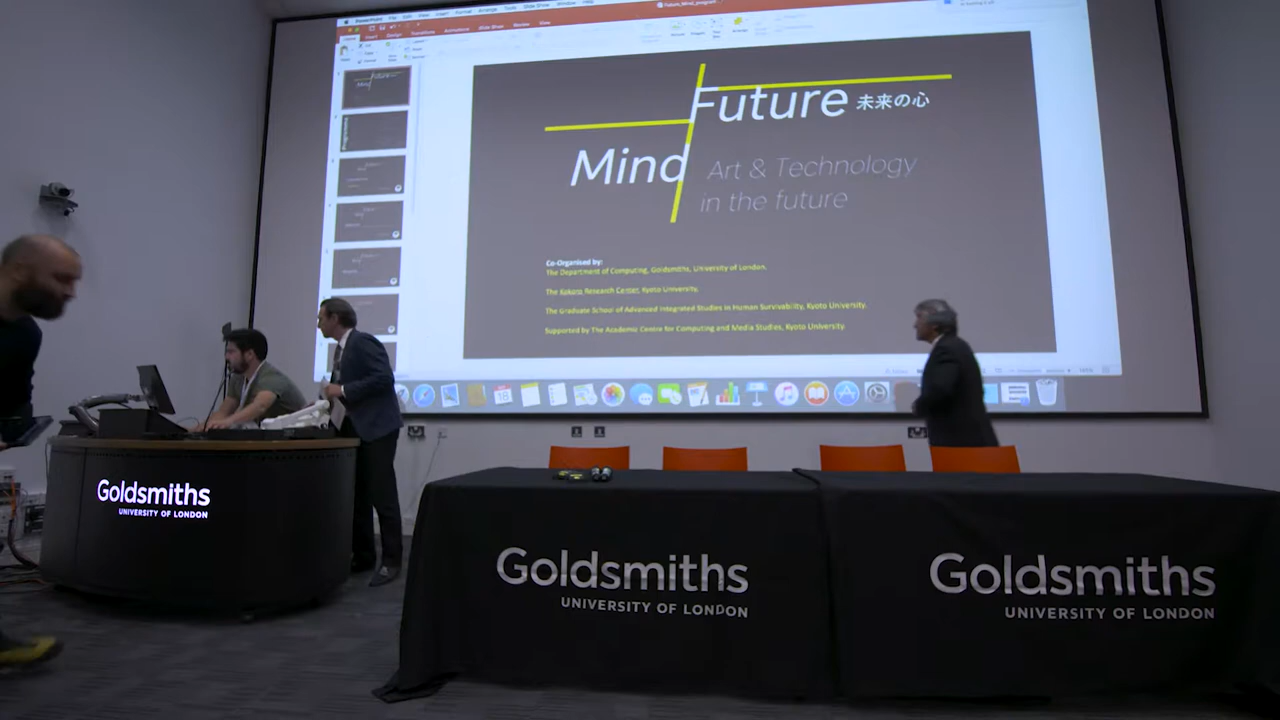 Future_Mind_program
Future 未来の心
Mind
Art & Technology
in the future
Co-Organised by:
The Department of Computing, Goldsmiths, University of London.
The Kokoro Research Center, Kyoto University.
The Graduate School of Advanced Integrated Studies in Human Survivability, Kyoto University.
Supported by The Academic Centre for Computing and Media Studies, Kyoto University.
Goldsmiths
UNIVERSITY OF LONDON
Goldsmiths
UNIVERSITY OF LONDON
Goldsmiths
UNIVERSITY OF LONDON